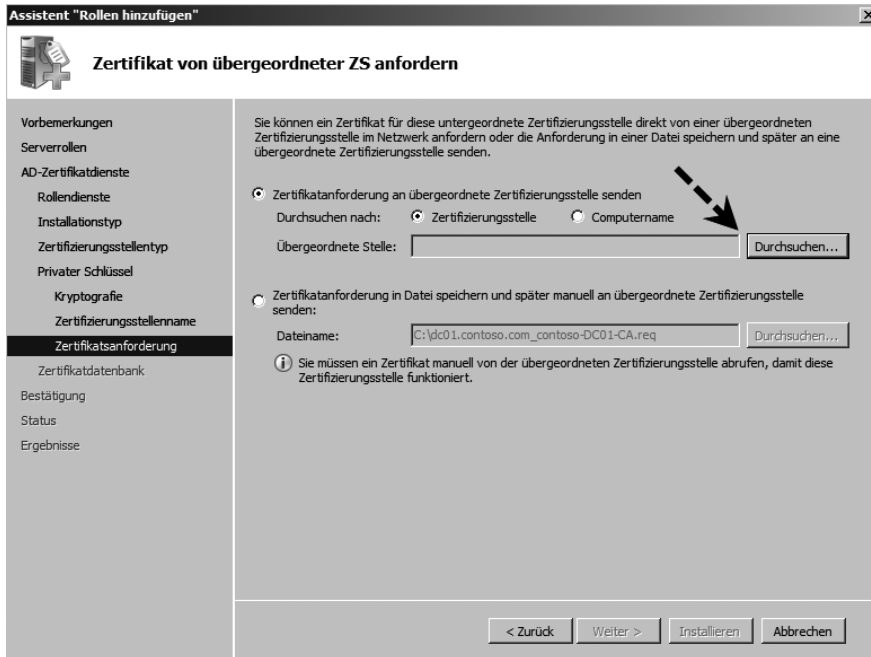 Assistent "Rollen hinzufügen"
Zertifikat von übergeordneter ZS anfordern
Vorbemerkungen
Serverrollen
AD-Zertifikatdienste
Rollendienste
Installationstyp
Zertifizierungsstellentyp
Privater Schlüssel
Kryptografie
Zertifizierungsstellenname
Zertifikatsanforderung
Zertifikatdatenbank
Bestätigung
Status
Ergebnisse
Sie können ein Zertifikat für diese untergeordnete Zertifizierungsstelle direkt von einer übergeordneten
Zertifizierungsstelle im Netzwerk anfordern oder die Anforderung in einer Datei speichern und später an eine
übergeordnete Zertifizierungsstelle senden.
Zertifikatanforderung an übergeordnete Zertifizierungsstelle senden
Durchsuchen nach: Zertifizierungsstelle Computername
Übergeordnete Stelle: Durchsuchen...
Zertifikatanforderung in Datei speichern und später manuell an übergeordnete Zertifizierungsstelle
senden:
Dateiname: C:\dc01.contoso.com_contoso-DC01-CA.req Durchsuchen...
Sie müssen ein Zertifikat manuell von der übergeordneten Zertifizierungsstelle abrufen, damit diese
Zertifizierungsstelle funktioniert.
< Zurück Weiter > Installieren Abbrechen